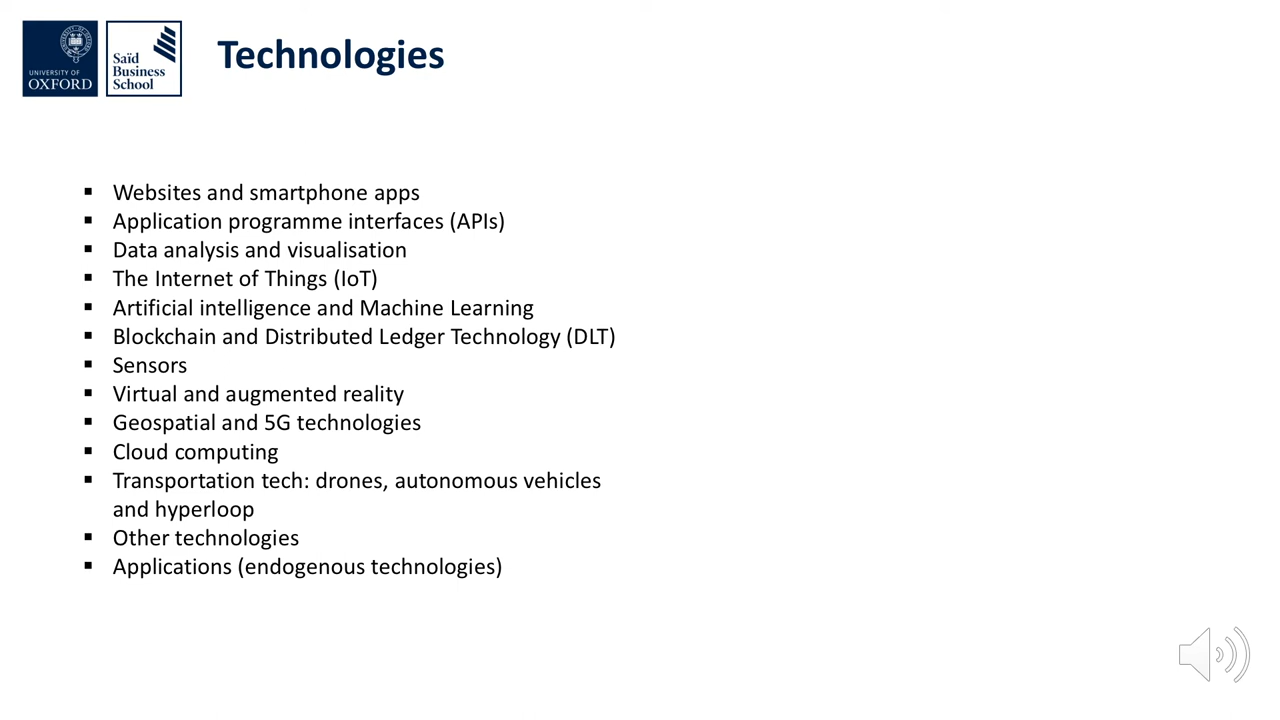 UNIVERSITY OF
OXFORD
Saïd
Business
School
Technologies
▪ Websites and smartphone apps
▪ Application programme interfaces (APIs)
▪ Data analysis and visualisation
▪ The Internet of Things (IoT)
▪ Artificial intelligence and Machine Learning
▪ Blockchain and Distributed Ledger Technology (DLT)
▪ Sensors
▪ Virtual and augmented reality
▪ Geospatial and 5G technologies
▪ Cloud computing
▪ Transportation tech: drones, autonomous vehicles
and hyperloop
▪ Other technologies
▪ Applications (endogenous technologies)